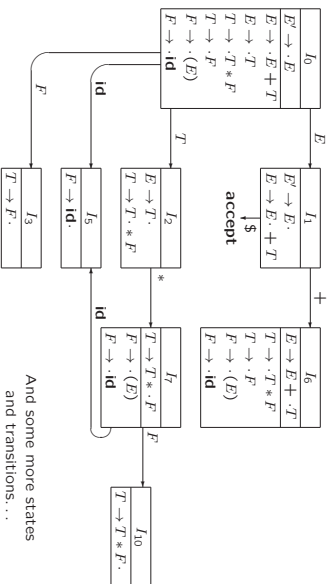 I₀
E′ → · E
E → · E + T
E → · T
T → · T * F
T → · F
F → · (E)
F → · id
E
I₁
E′ → E ·
E → E · + T
$
accept
+
I₆
E → E + · T
T → · T * F
T → · F
F → · (E)
F → · id
T
I₂
E → T ·
T → T · * F
*
I₇
T → T * · F
F → · (E)
F → · id
F
I₁₀
T → T * F ·
id
I₅
F → id ·
id
F
I₃
T → F ·
And some more states
and transitions. . .